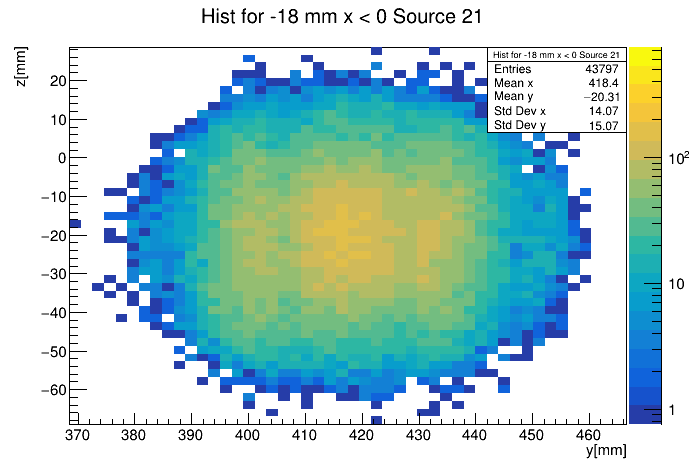 Hist for -18 mm x < 0 Source 21
z[mm]
Hist for -18 mm x < 0 Source 21
Entries 43797
Mean x 418.4
Mean y −20.31
Std Dev x 14.07
Std Dev y 15.07
20
10
0
−10
−20
−30
−40
−50
−60
370 380 390 400 410 420 430 440 450 460
y[mm]
10²
10
1